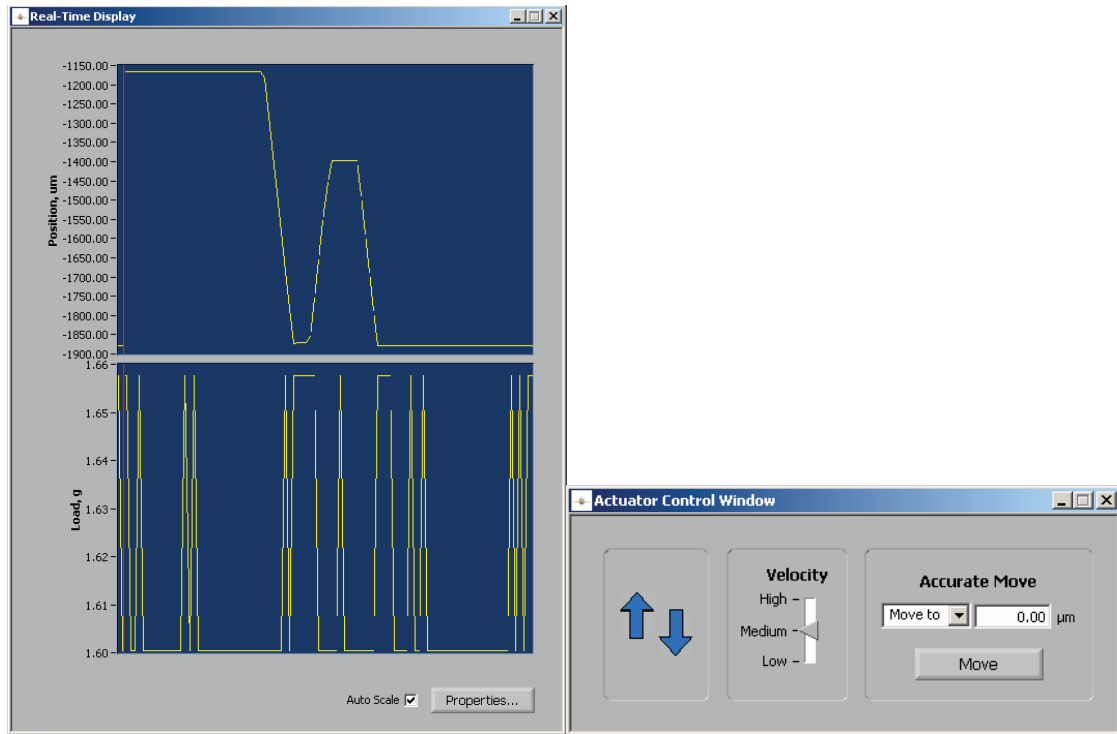 Real-Time Display
-1150.00
-1200.00
-1250.00
-1300.00
-1350.00
-1400.00
-1450.00
-1500.00
-1550.00
-1600.00
-1650.00
-1700.00
-1750.00
-1800.00
-1850.00
-1900.00
Position, um
1.66
1.65
1.64
1.63
1.62
1.61
1.60
Load, g
Auto Scale
Properties...
Actuator Control Window
Velocity
High
Medium
Low
Accurate Move
Move to 0.00 μm
Move